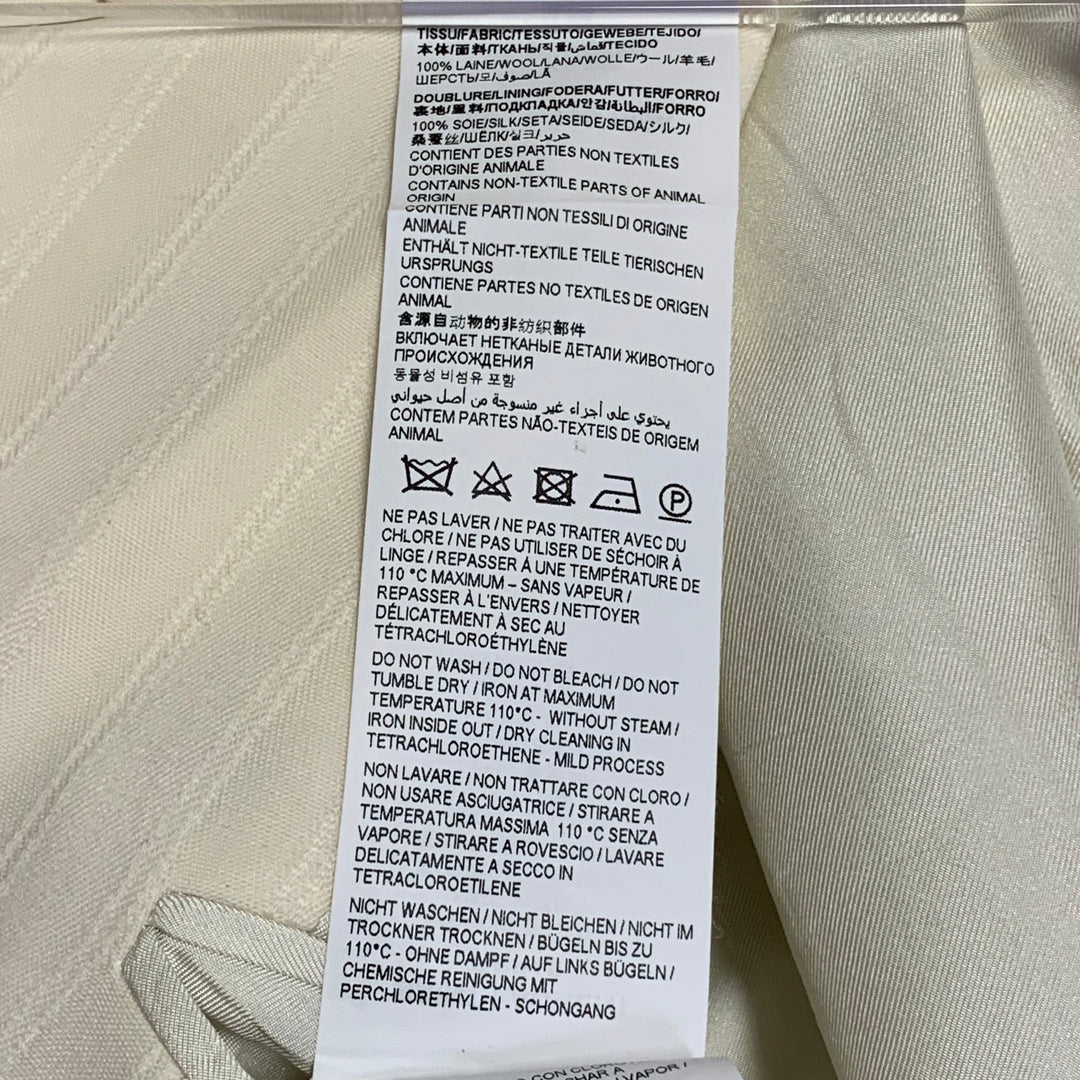 TISSU/FABRIC/TESSUTO/GEWEBE/TEJIDO/
本体/面料/ТКАНЬ/직물/قماش/TECIDO
100% LAINE/WOOL/LANA/WOLLE/ウール/羊毛/
ШЕРСТЬ/모/صوف/LÃ
DOUBLURE/LINING/FODERA/FUTTER/FORRO/
裏地/里料/ПОДКЛАДКА/안감/البطانة/FORRO
100% SOIE/SILK/SETA/SEIDE/SEDA/シルク/
桑蚕丝/ШЁЛК/실크/حرير
CONTIENT DES PARTIES NON TEXTILES
D'ORIGINE ANIMALE
CONTAINS NON-TEXTILE PARTS OF ANIMAL
ORIGIN
CONTIENE PARTI NON TESSILI DI ORIGINE
ANIMALE
ENTHÄLT NICHT-TEXTILE TEILE TIERISCHEN
URSPRUNGS
CONTIENE PARTES NO TEXTILES DE ORIGEN
ANIMAL
含源自动物的非纺织部件
ВКЛЮЧАЕТ НЕТКАНЫЕ ДЕТАЛИ ЖИВОТНОГО
ПРОИСХОЖДЕНИЯ
동물성 비섬유 포함
يحتوي على أجزاء غير منسوجة من أصل حيواني
CONTEM PARTES NÃO-TEXTEIS DE ORIGEM
ANIMAL
P
NE PAS LAVER / NE PAS TRAITER AVEC DU
CHLORE / NE PAS UTILISER DE SÉCHOIR À
LINGE / REPASSER À UNE TEMPÉRATURE DE
110 °C MAXIMUM – SANS VAPEUR /
REPASSER À L'ENVERS / NETTOYER
DÉLICATEMENT À SEC AU
TÉTRACHLOROÉTHYLÈNE
DO NOT WASH / DO NOT BLEACH / DO NOT
TUMBLE DRY / IRON AT MAXIMUM
TEMPERATURE 110°C - WITHOUT STEAM /
IRON INSIDE OUT / DRY CLEANING IN
TETRACHLOROETHENE - MILD PROCESS
NON LAVARE / NON TRATTARE CON CLORO /
NON USARE ASCIUGATRICE / STIRARE A
TEMPERATURA MASSIMA 110 °C SENZA
VAPORE / STIRARE A ROVESCIO / LAVARE
DELICATAMENTE A SECCO IN
TETRACLOROETILENE
NICHT WASCHEN / NICHT BLEICHEN / NICHT IM
TROCKNER TROCKNEN / BÜGELN BIS ZU
110°C - OHNE DAMPF / AUF LINKS BÜGELN /
CHEMISCHE REINIGUNG MIT
PERCHLORETHYLEN - SCHONGANG
CON
VAPOR /